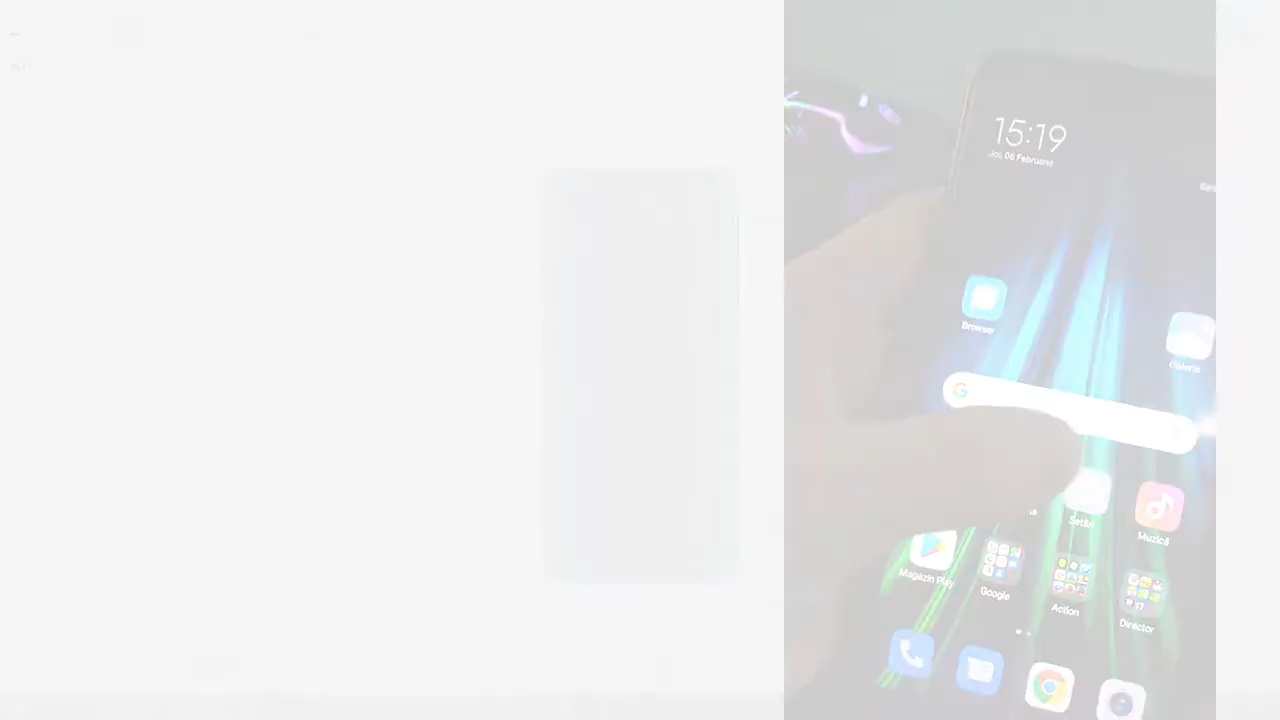 15:19
Joi, 06 Februarie
Browser
Galerie
Setări
Muzică
Magazin Play
Google
Action
Director